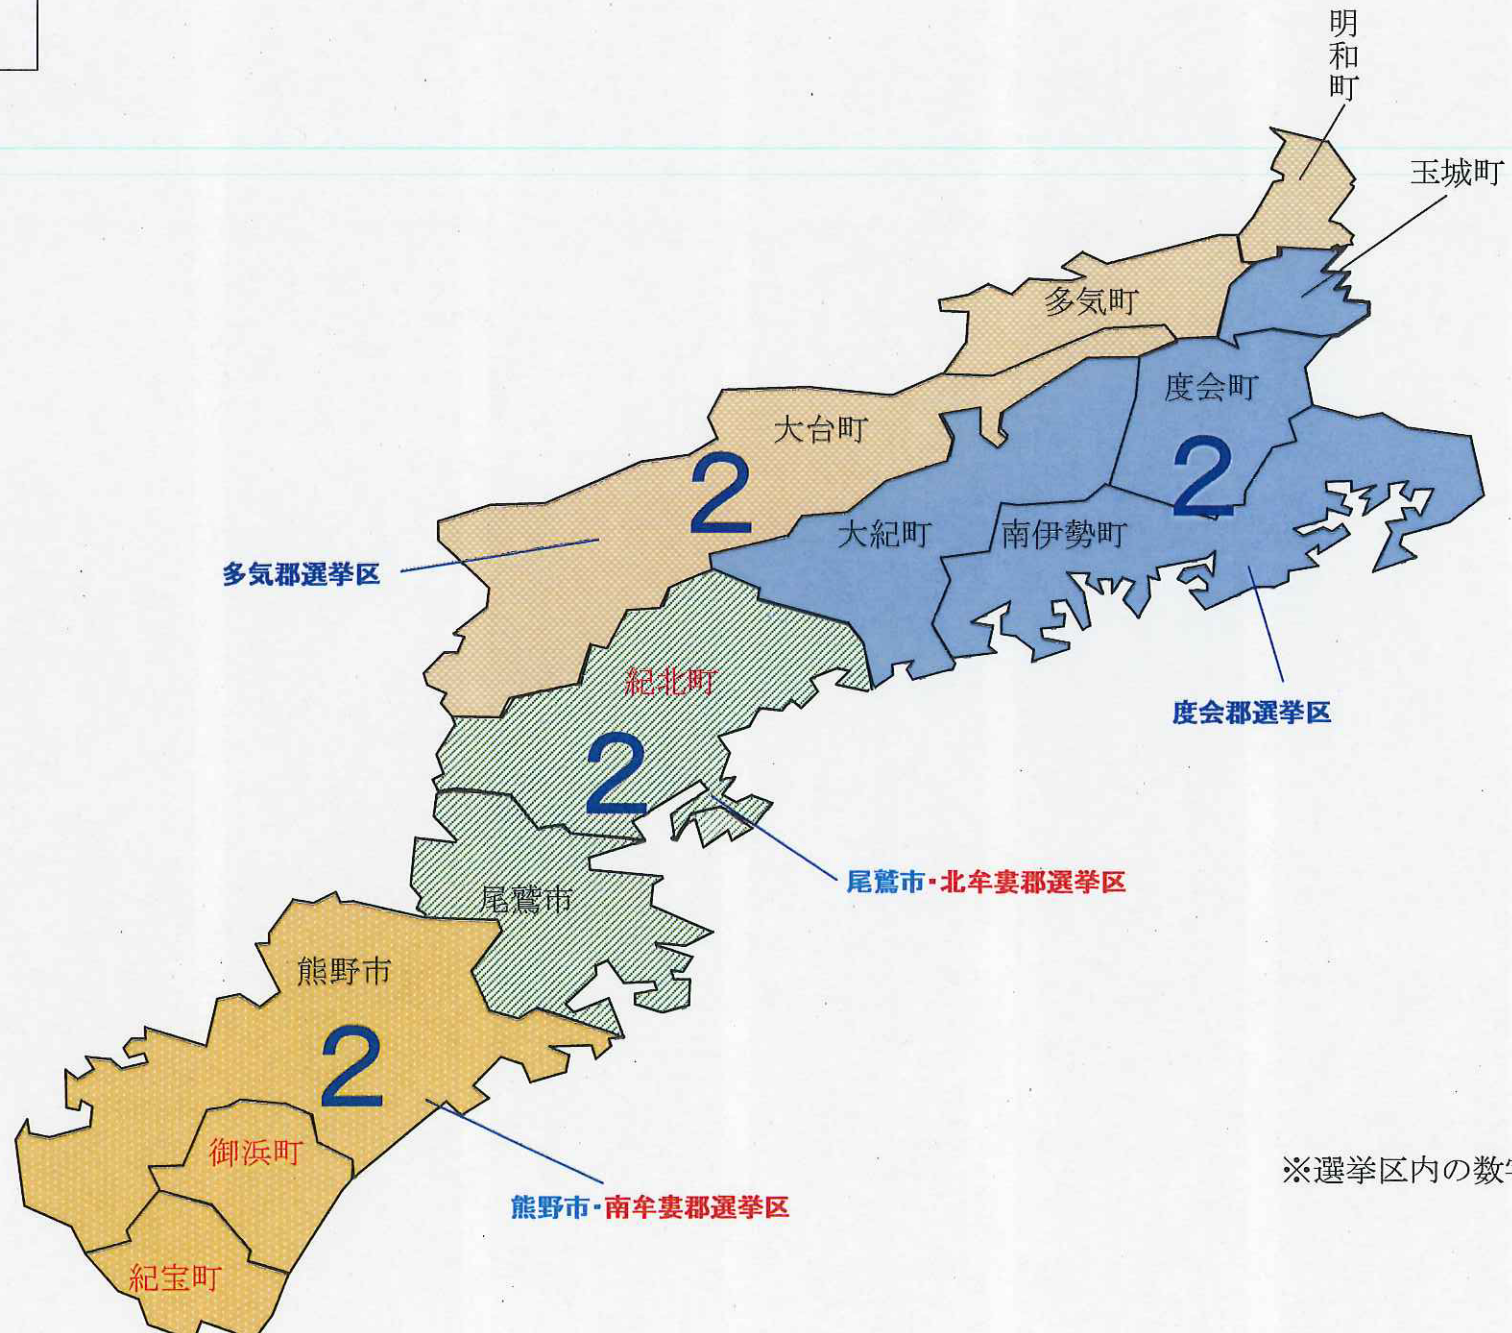 明和町
玉城町
多気町
度会町
大台町
2
2
大紀町
南伊勢町
多気郡選挙区
紀北町
度会郡選挙区
2
尾鷲市・北牟婁郡選挙区
尾鷲市
熊野市
2
御浜町
※選挙区内の数字
熊野市・南牟婁郡選挙区
紀宝町